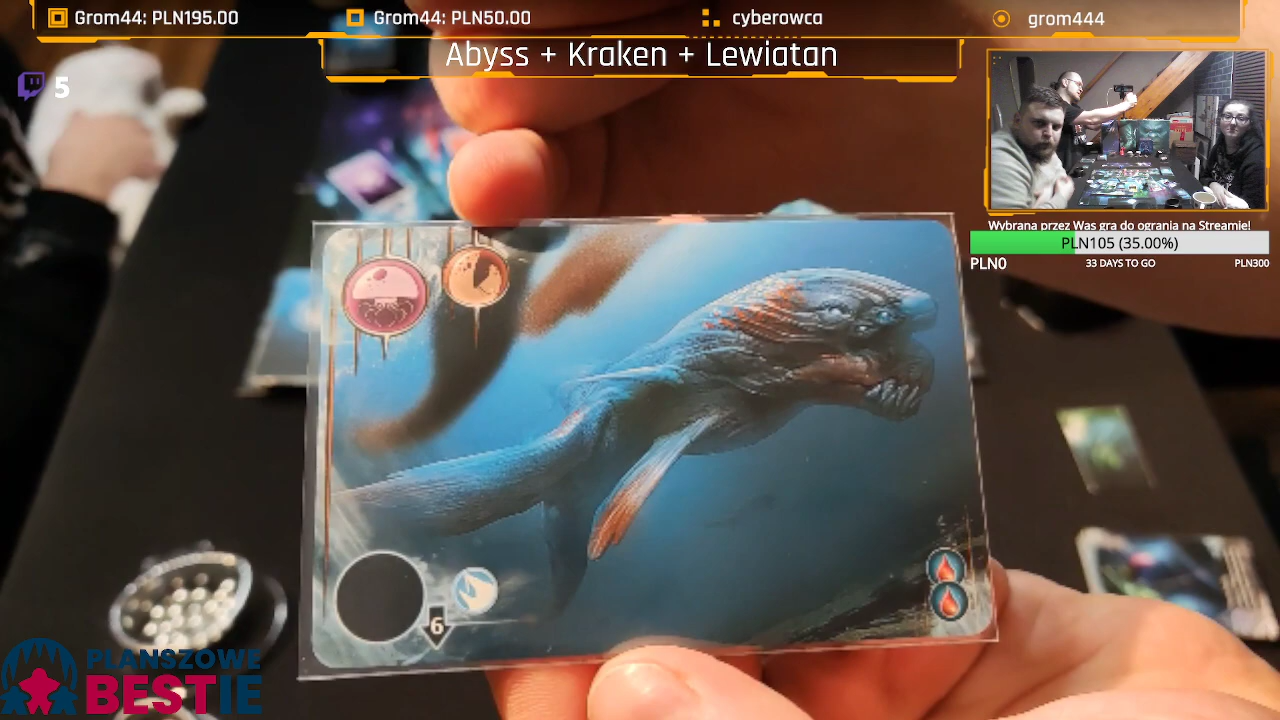 Grom44: PLN195.00
Grom44: PLN50.00
cyberowca
grom444
Abyss + Kraken + Lewiatan
5
Wybrana przez Was gra do ogrania na Streamie!
PLN105 (35.00%)
PLN0
33 DAYS TO GO
PLN300
6
PLANSZOWE
BESTIE